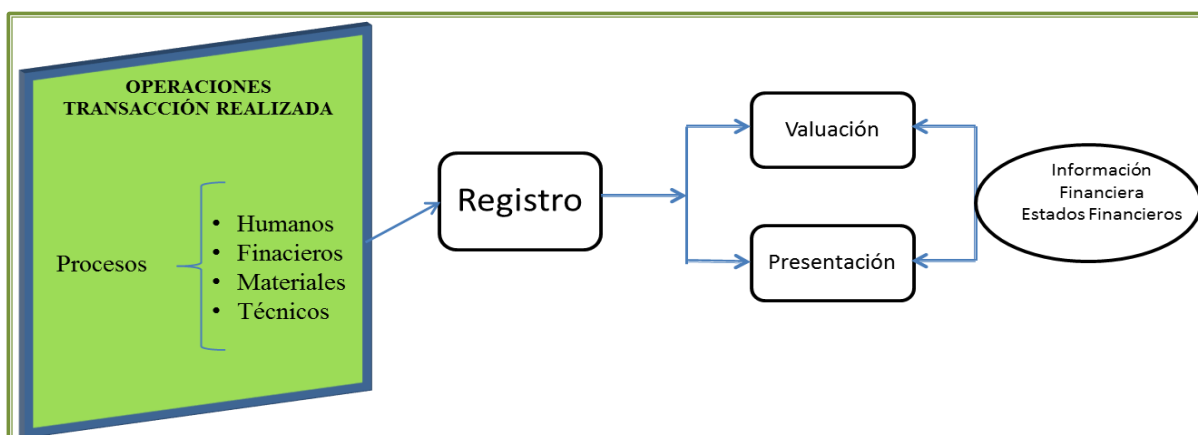 OPERACIONES
TRANSACCIÓN REALIZADA
Procesos
• Humanos
• Finacieros
• Materiales
• Técnicos
Registro
Valuación
Presentación
Información
Financiera
Estados Financieros